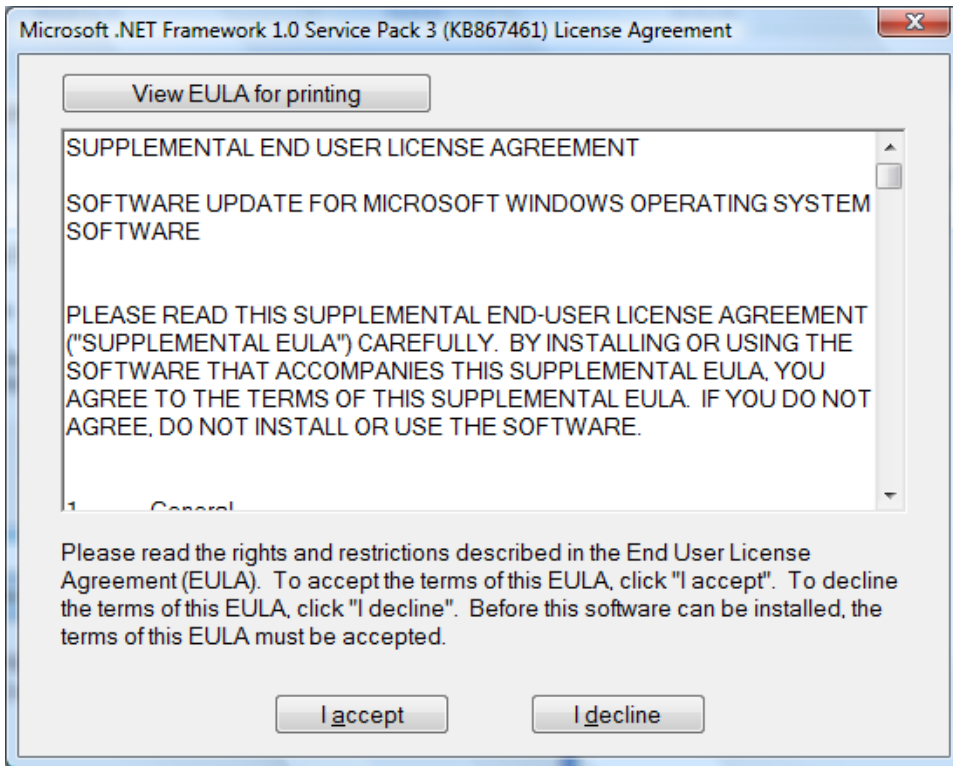 Microsoft .NET Framework 1.0 Service Pack 3 (KB867461) License Agreement
View EULA for printing
SUPPLEMENTAL END USER LICENSE AGREEMENT
SOFTWARE UPDATE FOR MICROSOFT WINDOWS OPERATING SYSTEM
SOFTWARE
PLEASE READ THIS SUPPLEMENTAL END-USER LICENSE AGREEMENT
("SUPPLEMENTAL EULA") CAREFULLY.  BY INSTALLING OR USING THE
SOFTWARE THAT ACCOMPANIES THIS SUPPLEMENTAL EULA, YOU
AGREE TO THE TERMS OF THIS SUPPLEMENTAL EULA.  IF YOU DO NOT
AGREE, DO NOT INSTALL OR USE THE SOFTWARE.
1. General
Please read the rights and restrictions described in the End User License
Agreement (EULA).  To accept the terms of this EULA, click "I accept".  To decline
the terms of this EULA, click "I decline".  Before this software can be installed, the
terms of this EULA must be accepted.
I accept
I decline